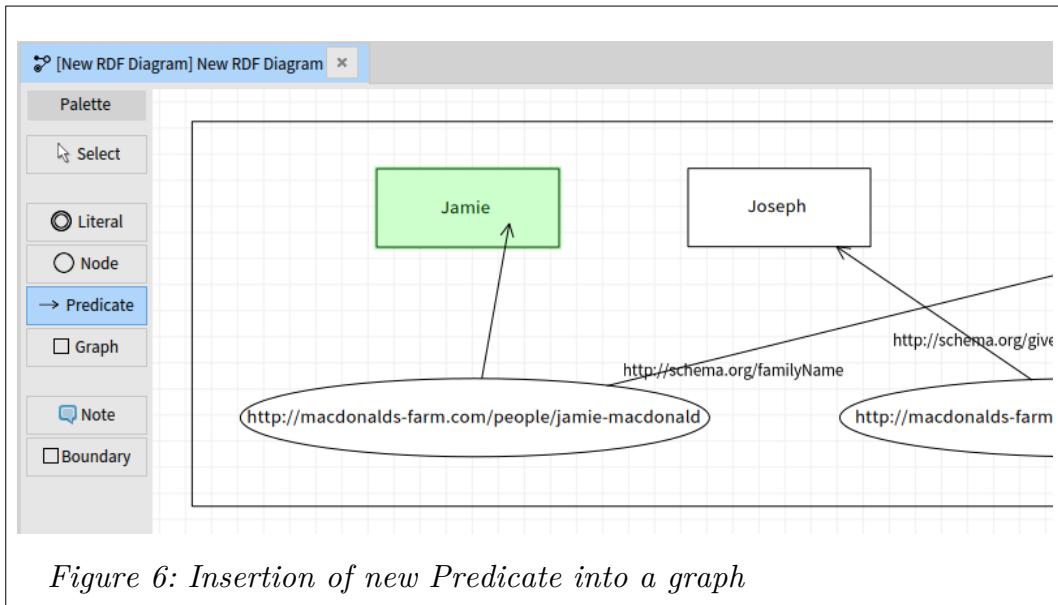 [New RDF Diagram] New RDF Diagram ×
Palette
Select
Literal
Node
Predicate
Graph
Note
Boundary
Jamie
Joseph
http://schema.org/give
http://schema.org/familyName
http://macdonalds-farm.com/people/jamie-macdonald
http://macdonalds-farm
Figure 6: Insertion of new Predicate into a graph